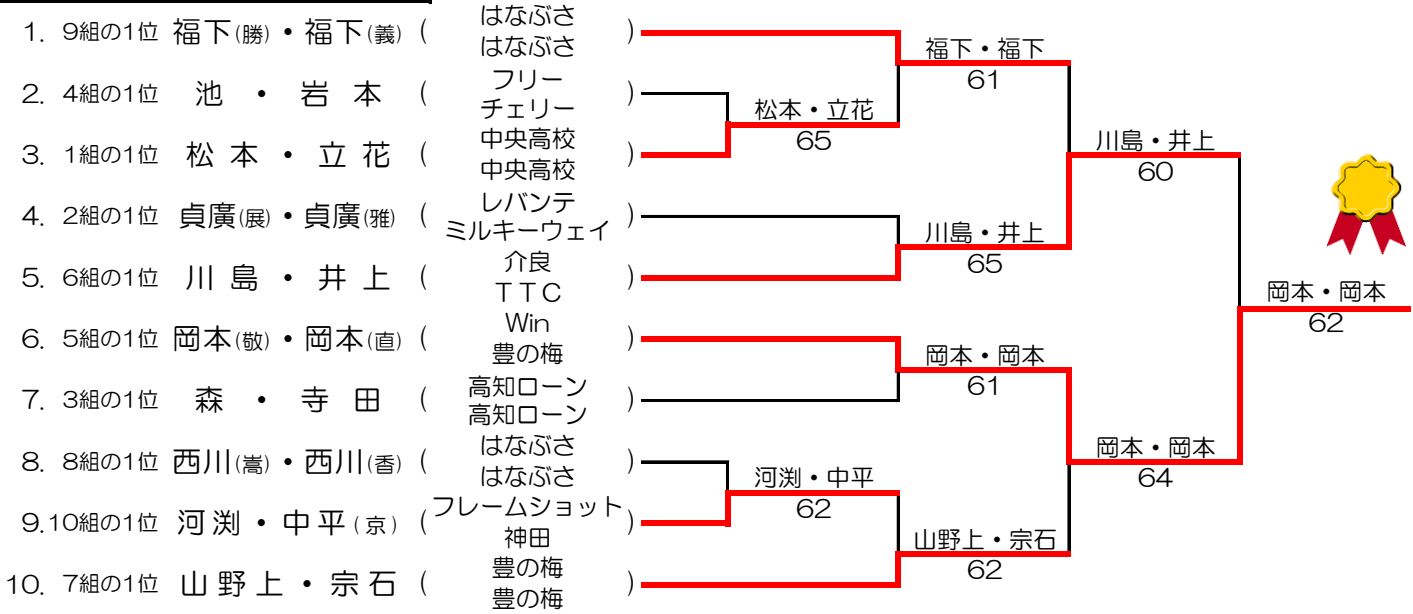 1. 9組の1位 福下(勝)・福下(義) ( はなぶさ はなぶさ )
2. 4組の1位 池 ・ 岩 本 ( フリー チェリー )
3. 1組の1位 松 本 ・ 立 花 ( 中央高校 中央高校 )
4. 2組の1位 貞廣(展)・貞廣(雅) ( レバンテ ミルキーウェイ )
5. 6組の1位 川 島 ・ 井 上 ( 介良 TTC )
6. 5組の1位 岡本(敬)・岡本(直) ( Win 豊の梅 )
7. 3組の1位 森 ・ 寺 田 ( 高知ローン 高知ローン )
8. 8組の1位 西川(嵩)・西川(香) ( はなぶさ はなぶさ )
9.10組の1位 河 渕 ・ 中 平(京) ( フレームショット 神田 )
10. 7組の1位 山 野 上 ・ 宗 石 ( 豊の梅 豊の梅 )
松本・立花
65
河渕・中平
62
福下・福下
61
川島・井上
65
岡本・岡本
61
山野上・宗石
62
川島・井上
60
岡本・岡本
64
岡本・岡本
62